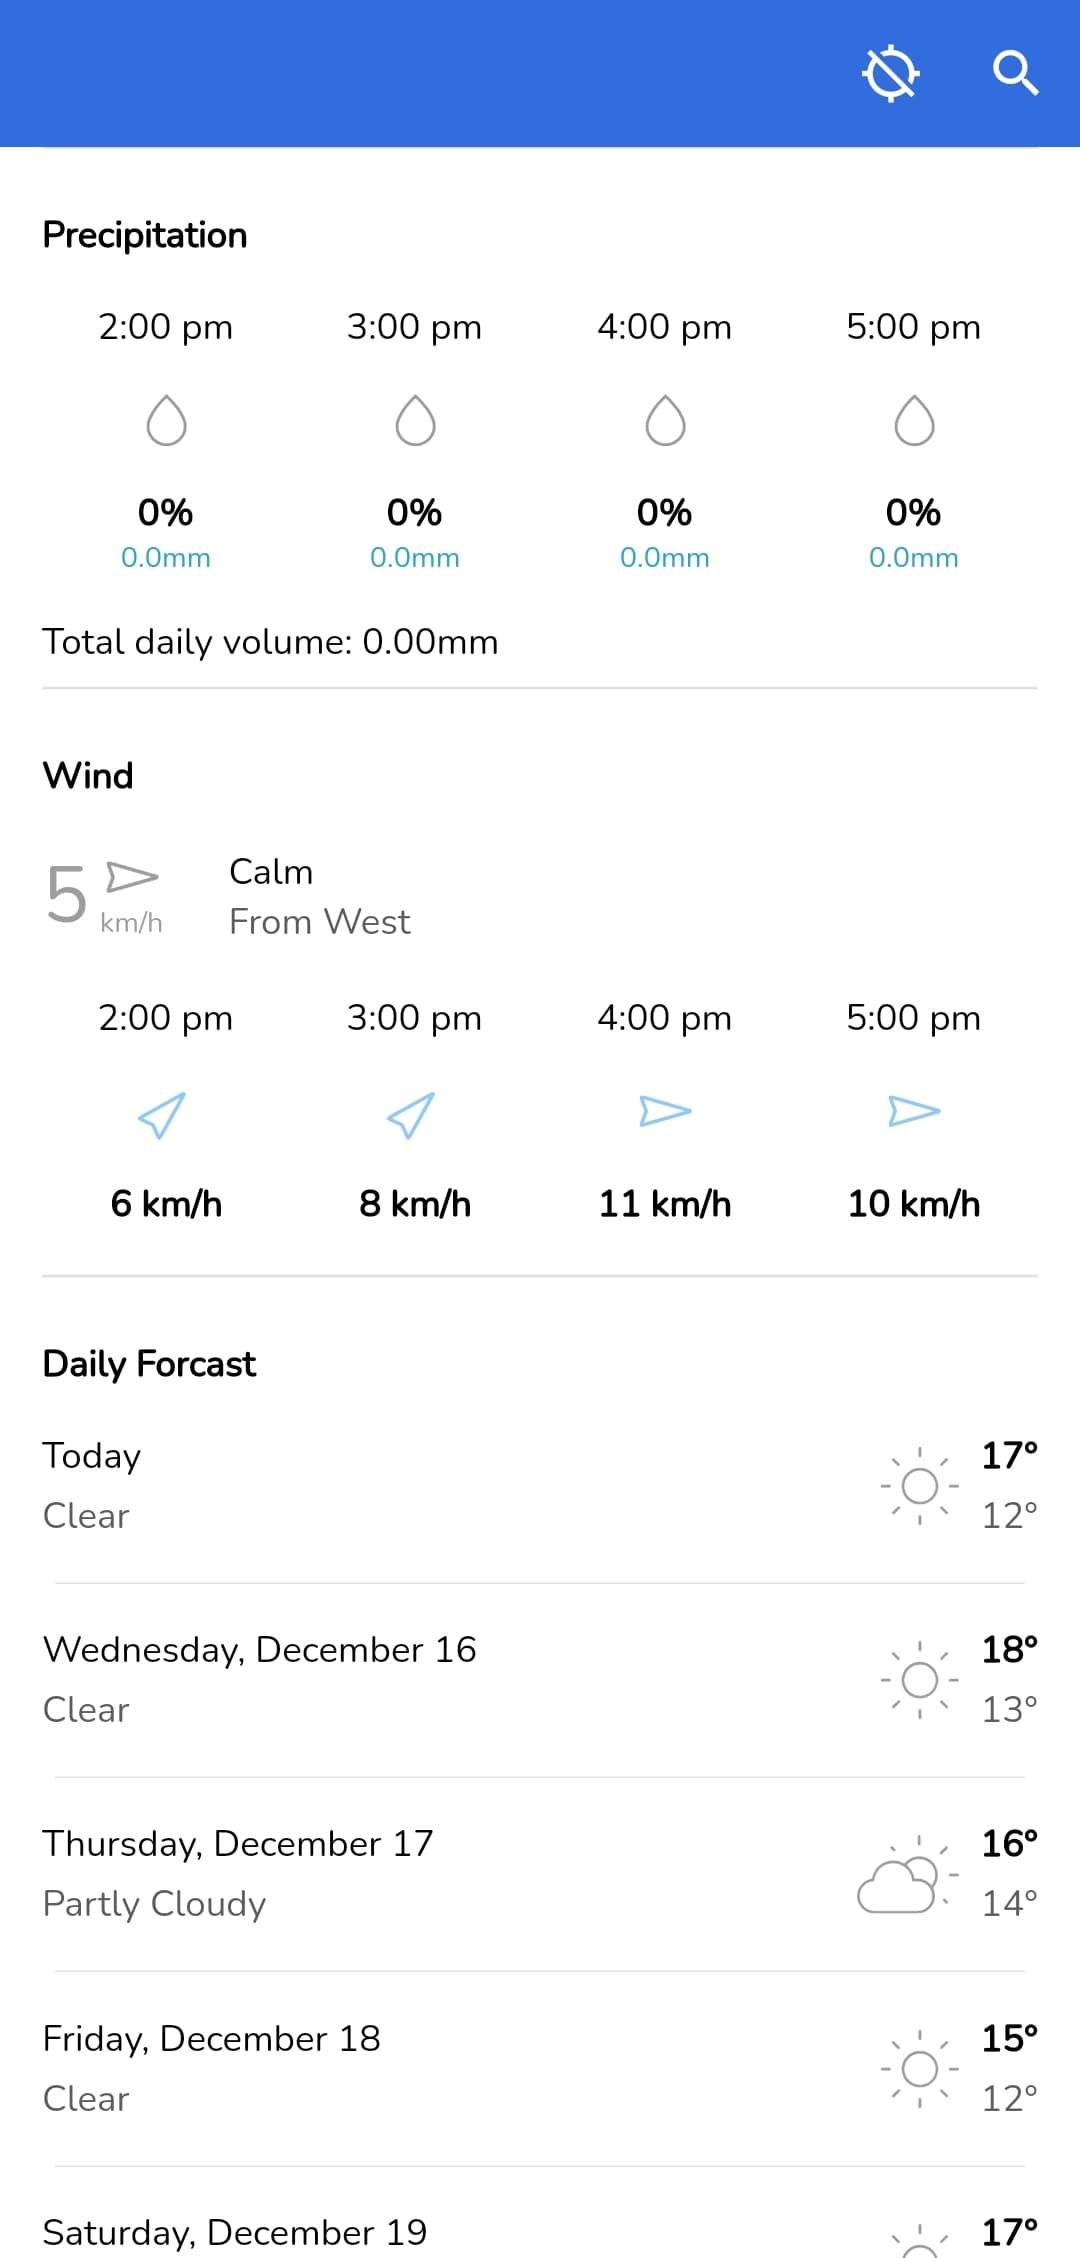 Precipitation
2:00 pm 3:00 pm 4:00 pm 5:00 pm
0% 0% 0% 0%
0.0mm 0.0mm 0.0mm 0.0mm
Total daily volume: 0.00mm
Wind
5 km/h
Calm
From West
2:00 pm 3:00 pm 4:00 pm 5:00 pm
6 km/h 8 km/h 11 km/h 10 km/h
Daily Forcast
Today 17°
Clear 12°
Wednesday, December 16 18°
Clear 13°
Thursday, December 17 16°
Partly Cloudy 14°
Friday, December 18 15°
Clear 12°
Saturday, December 19 17°